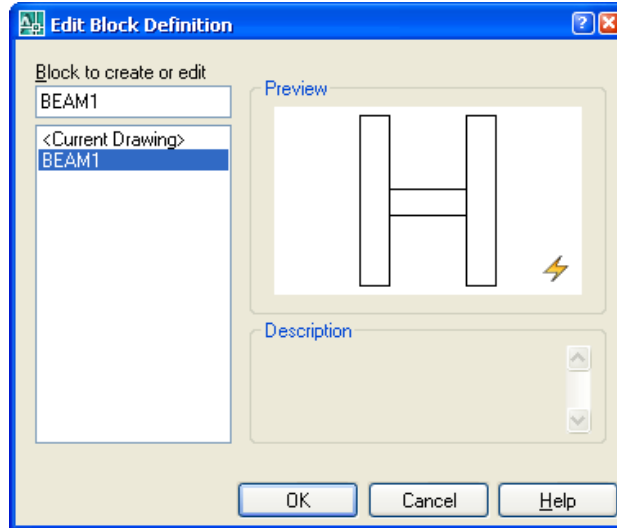 Edit Block Definition
Block to create or edit
BEAM1
<Current Drawing>
BEAM1
Preview
Description
OK
Cancel
Help